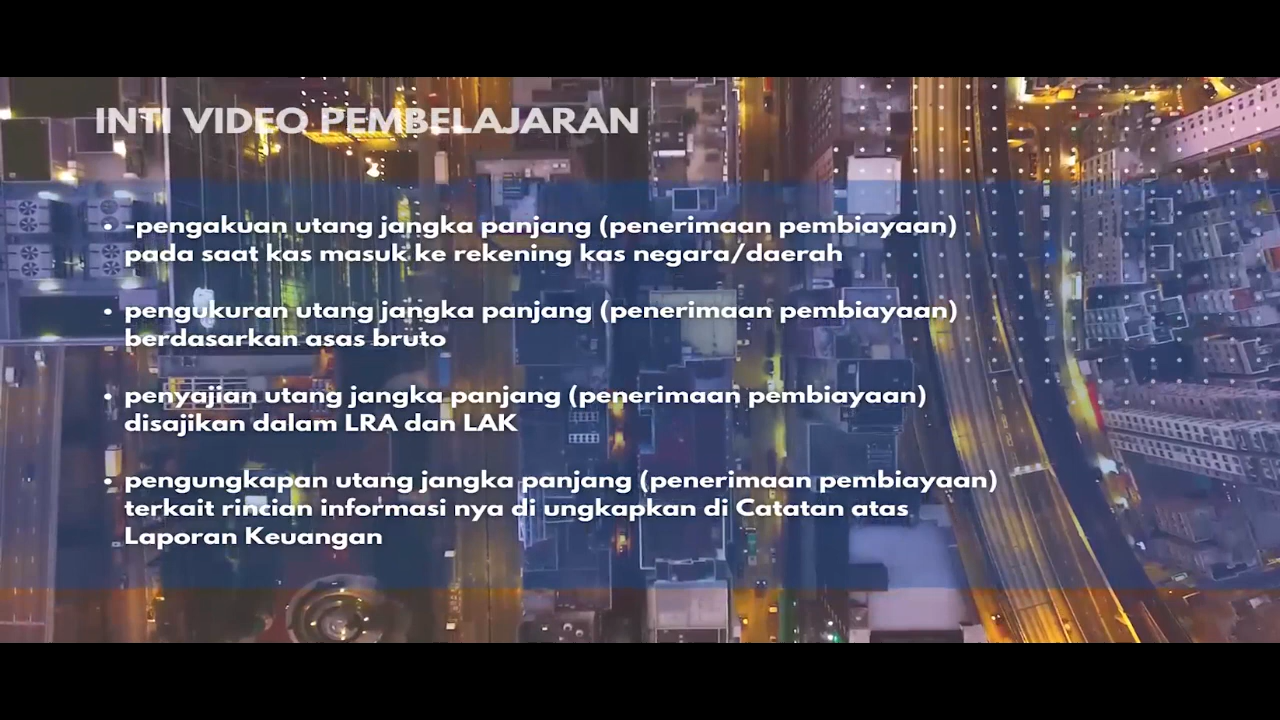 INTI VIDEO PEMBELAJARAN
• -pengakuan utang jangka panjang (penerimaan pembiayaan)
pada saat kas masuk ke rekening kas negara/daerah
• pengukuran utang jangka panjang (penerimaan pembiayaan)
berdasarkan asas bruto
• penyajian utang jangka panjang (penerimaan pembiayaan)
disajikan dalam LRA dan LAK
• pengungkapan utang jangka panjang (penerimaan pembiayaan)
terkait rincian informasi nya di ungkapkan di Catatan atas
Laporan Keuangan